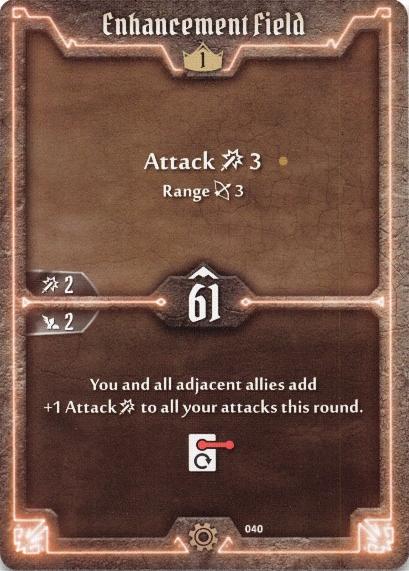 Enhancement Field
1
Attack 3
Range 3
2
61
2
You and all adjacent allies add
+1 Attack to all your attacks this round.
040